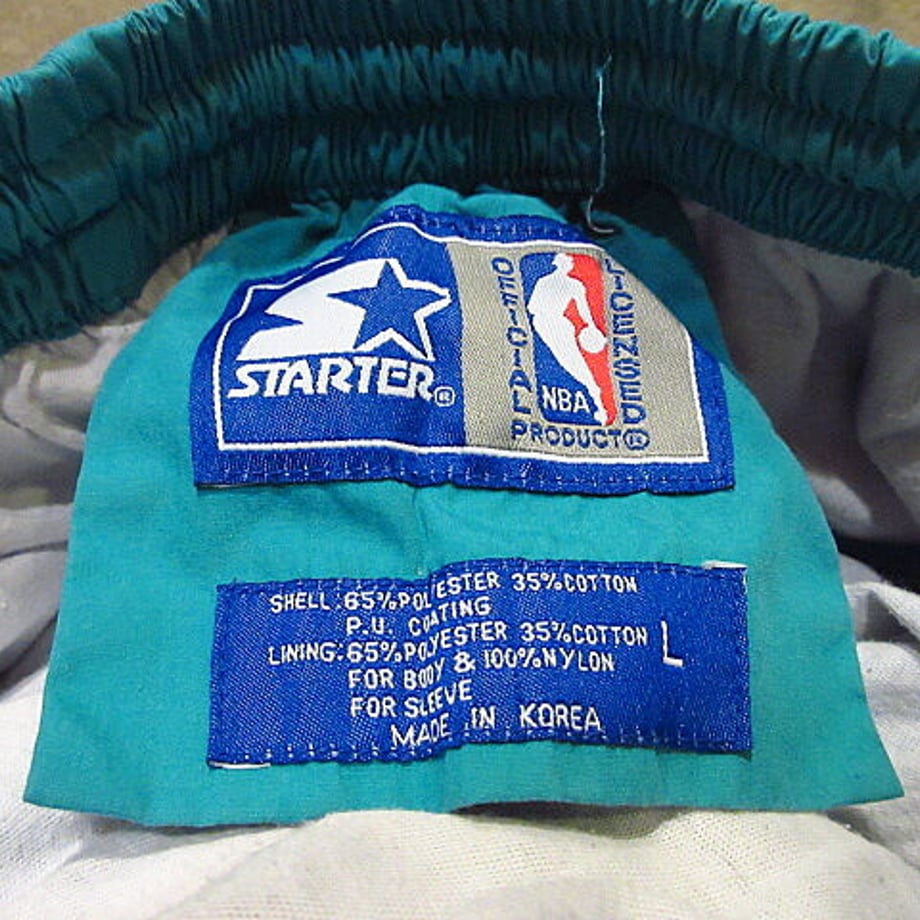 STARTER®
OFFICIAL
LICENSED
NBA
PRODUCT®
SHELL:65%POLYESTER 35%COTTON
P.U. COATING
LINING:65%POLYESTER 35%COTTON
FOR BODY & 100%NYLON
FOR SLEEVE
L
MADE IN KOREA